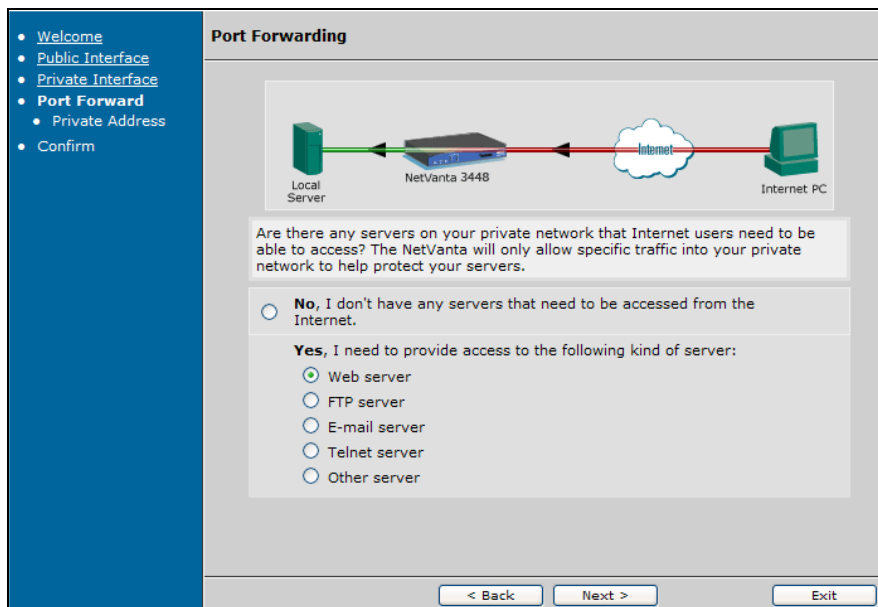 Welcome
Public Interface
Private Interface
Port Forward
Private Address
Confirm
Port Forwarding
Local
Server
NetVanta 3448
Internet
Internet PC
Are there any servers on your private network that Internet users need to be
able to access? The NetVanta will only allow specific traffic into your private
network to help protect your servers.
No, I don't have any servers that need to be accessed from the
Internet.
Yes, I need to provide access to the following kind of server:
Web server
FTP server
E-mail server
Telnet server
Other server
< Back
Next >
Exit